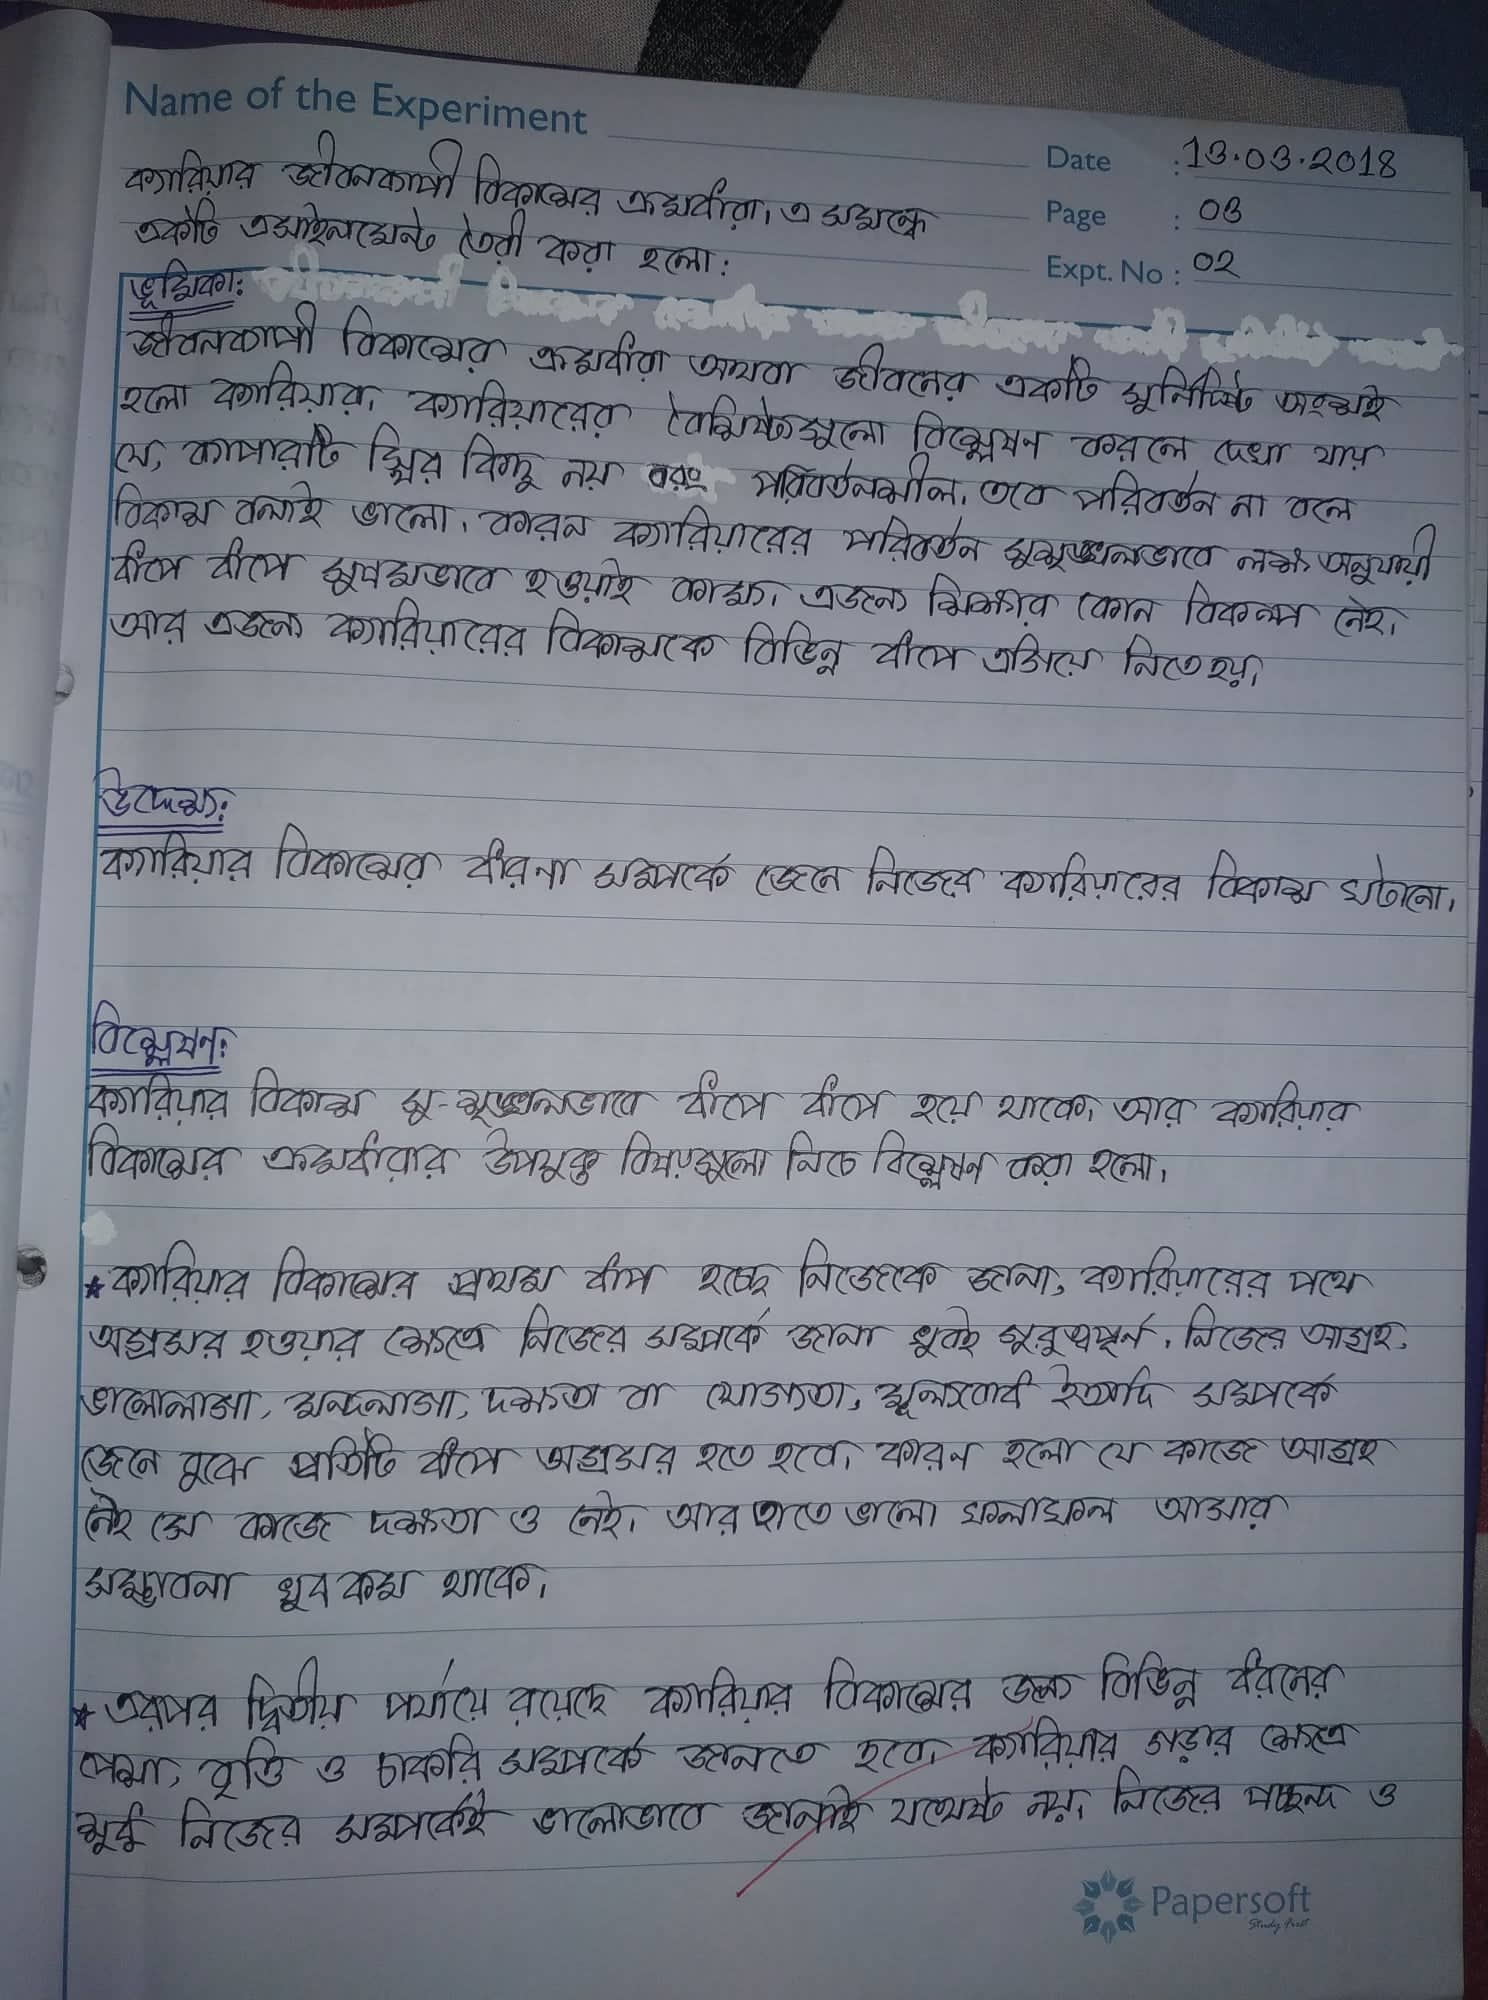 Name of the Experiment
Date : 13.03.2018
ক্যারিয়ার জীবনব্যাপী বিকাশের ক্রমধারা। এ সম্মন্ধে
Page : 03
একটি এসাইনমেন্ট তৈরী করা হলো:
Expt. No : 02
ভূমিকা:
জীবনব্যাপী বিকাশের ক্রমধারা অথবা জীবনের একটি সুনির্দিষ্ট অংশই
হলো ক্যারিয়ার। ক্যারিয়ারের বৈশিষ্ট্যগুলো বিশ্লেষণ করলে দেখা যায়
যে, ব্যাপারটি স্থির কিছু নয় বরং পরিবর্তনশীল। তবে পরিবর্তন না বলে
বিকাশ বলাই ভালো। কারন ক্যারিয়ারের পরিবর্তন সুশৃঙ্খলভাবে লক্ষ্য অনুযায়ী
ধাপে ধাপে সুষমভাবে হওয়াই কাম্য। এজন্য শিক্ষার কোন বিকল্প নেই।
আর এজন্য ক্যারিয়ারের বিকাশকে বিভিন্ন ধাপে এগিয়ে নিতে হয়।
উদ্দেশ্য:
ক্যারিয়ার বিকাশের ধারনা সম্পর্কে জেনে নিজের ক্যারিয়ারের বিকাশ ঘটানো।
বিশ্লেষণ:
ক্যারিয়ার বিকাশ সু-শৃঙ্খলভাবে ধাপে ধাপে হয়ে থাকে। আর ক্যারিয়ার
বিকাশের ক্রমধারার উপযুক্ত বিষয়গুলো নিচে বিশ্লেষণ করা হলো।
★ ক্যারিয়ার বিকাশের প্রথম ধাপ হচ্ছে নিজেকে জানা, ক্যারিয়ারের পথে
অগ্রসর হওয়ার ক্ষেত্রে নিজের সম্পর্কে জানা খুবই গুরুত্বপূর্ন। নিজের আগ্রহ,
ভালোলাগা, মন্দলাগা, দক্ষতা বা যোগ্যতা, মূল্যবোধ ইত্যাদি সম্পর্কে
জেনে বুঝে প্রতিটি ধাপে অগ্রসর হতে হবে। কারন হলো যে কাজে আগ্রহ
নেই সে কাজে দক্ষতা ও নেই। আর তাতে ভালো ফলাফল আসার
সম্ভাবনা খুব কম থাকে।
★ এরপর দ্বিতীয় পর্যায়ে রয়েছে ক্যারিয়ার বিকাশের জন্য বিভিন্ন ধরনের
পেশা, বৃত্তি ও চাকরি সম্পর্কে জানতে হবে। ক্যারিয়ার গড়ার ক্ষেত্রে
শুধু নিজের সম্পর্কেই ভালোভাবে জানাই যথেষ্ট নয়। নিজের পছন্দ ও
Papersoft
Study first